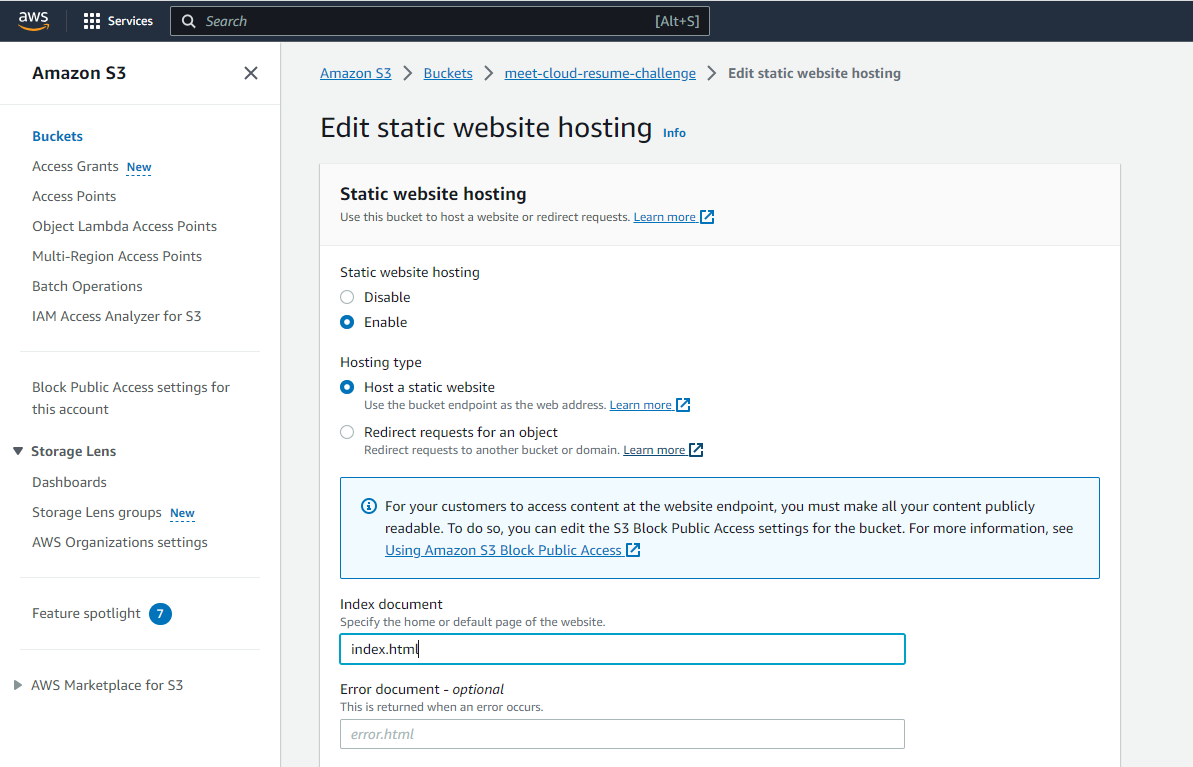 aws
Services
Search
[Alt+S]
Amazon S3
Buckets
Access Grants New
Access Points
Object Lambda Access Points
Multi-Region Access Points
Batch Operations
IAM Access Analyzer for S3
Block Public Access settings for
this account
Storage Lens
Dashboards
Storage Lens groups New
AWS Organizations settings
Feature spotlight 7
AWS Marketplace for S3
Amazon S3 > Buckets > meet-cloud-resume-challenge > Edit static website hosting
Edit static website hosting Info
Static website hosting
Use this bucket to host a website or redirect requests. Learn more
Static website hosting
Disable
Enable
Hosting type
Host a static website
Use the bucket endpoint as the web address. Learn more
Redirect requests for an object
Redirect requests to another bucket or domain. Learn more
For your customers to access content at the website endpoint, you must make all your content publicly
readable. To do so, you can edit the S3 Block Public Access settings for the bucket. For more information, see
Using Amazon S3 Block Public Access
Index document
Specify the home or default page of the website.
index.html
Error document - optional
This is returned when an error occurs.
error.html